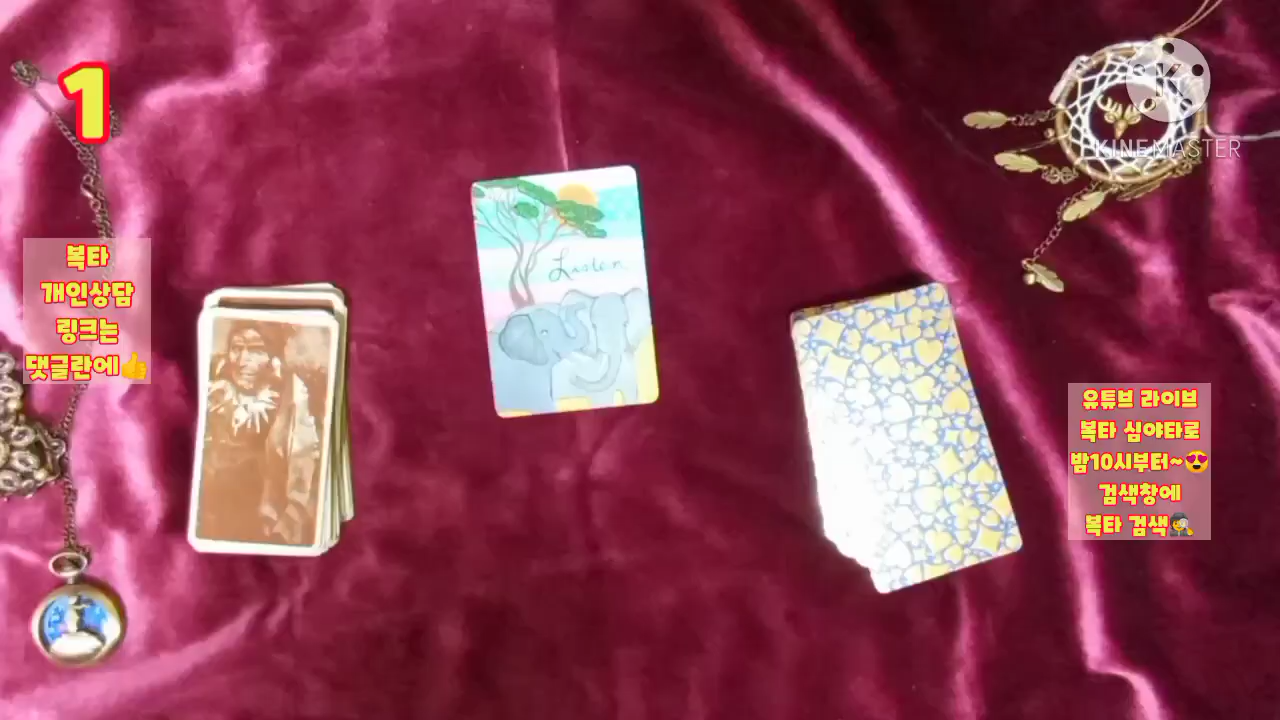 1
K
KINEMASTER
Listen
복타
개인상담
링크는
댓글란에👍
유튜브 라이브
복타 심야타로
밤10시부터~😍
검색창에
복타 검색🕵️